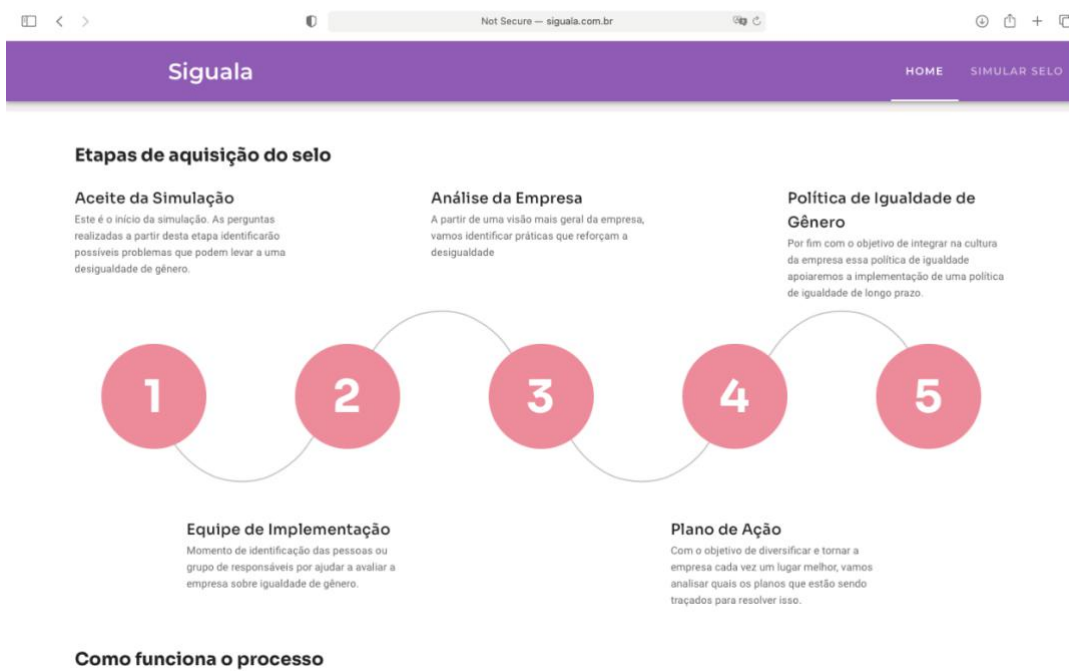 Not Secure — siguala.com.br
Siguala
HOME
SIMULAR SELO
Etapas de aquisição do selo
Aceite da Simulação
Este é o início da simulação. As perguntas
realizadas a partir desta etapa identificarão
possíveis problemas que podem levar a uma
desigualdade de gênero.
Análise da Empresa
A partir de uma visão mais geral da empresa,
vamos identificar práticas que reforçam a
desigualdade
Política de Igualdade de
Gênero
Por fim com o objetivo de integrar na cultura
da empresa essa política de igualdade
apoiaremos a implementação de uma política
de igualdade de longo prazo.
1
2
3
4
5
Equipe de Implementação
Momento de identificação das pessoas ou
grupo de responsáveis por ajudar a avaliar a
empresa sobre igualdade de gênero.
Plano de Ação
Com o objetivo de diversificar e tornar a
empresa cada vez um lugar melhor, vamos
analisar quais os planos que estão sendo
traçados para resolver isso.
Como funciona o processo